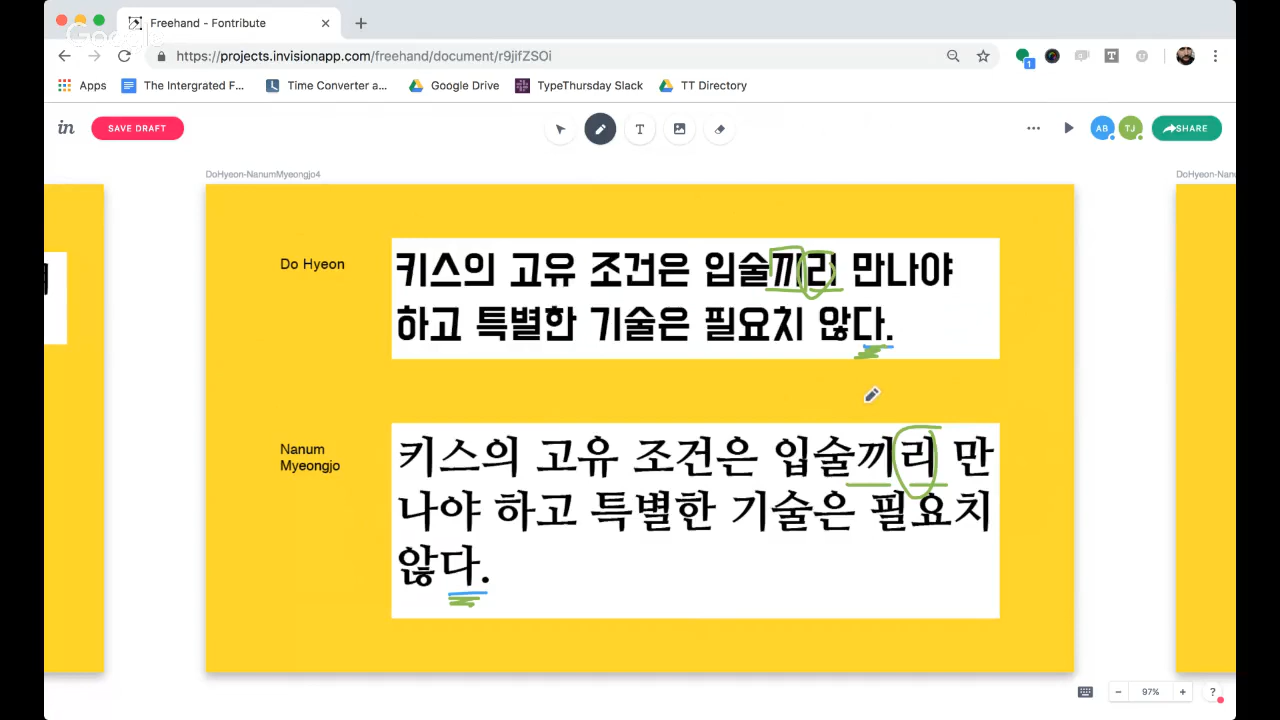 Freehand - Fontribute
https://projects.invisionapp.com/freehand/document/r9jifZSOi
1
Apps The Intergrated F... Time Converter a... Google Drive TypeThursday Slack TT Directory
in SAVE DRAFT T AB TJ SHARE
DoHyeon-NanumMyeongjo4
Do Hyeon
키스의 고유 조건은 입술끼리 만나야
하고 특별한 기술은 필요치 않다.
Nanum
Myeongjo
키스의 고유 조건은 입술끼리 만
나야 하고 특별한 기술은 필요치
않다.
97%